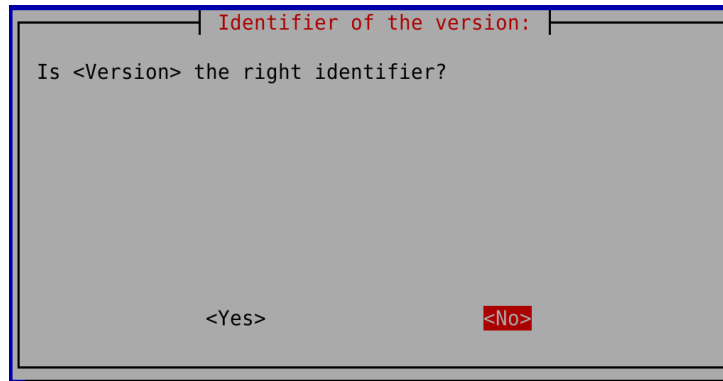 Identifier of the version:
Is <Version> the right identifier?
<Yes> <No>